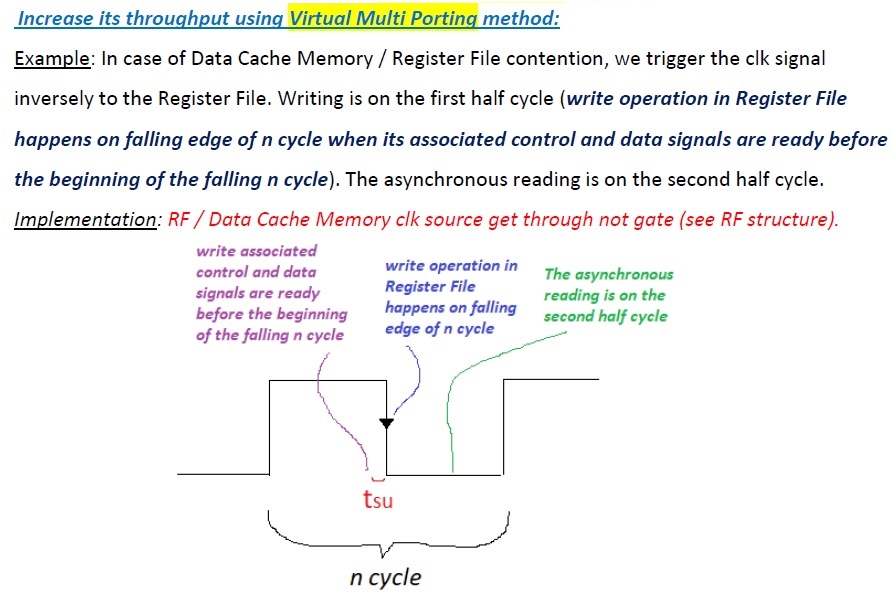 Increase its throughput using Virtual Multi Porting method:
Example: In case of Data Cache Memory / Register File contention, we trigger the clk signal
inversely to the Register File. Writing is on the first half cycle (write operation in Register File
happens on falling edge of n cycle when its associated control and data signals are ready before
the beginning of the falling n cycle). The asynchronous reading is on the second half cycle.
Implementation: RF / Data Cache Memory clk source get through not gate (see RF structure).
write associated
control and data
signals are ready
before the beginning
of the falling n cycle
write operation in
Register File
happens on falling
edge of n cycle
The asynchronous
reading is on the
second half cycle
tsu
n cycle